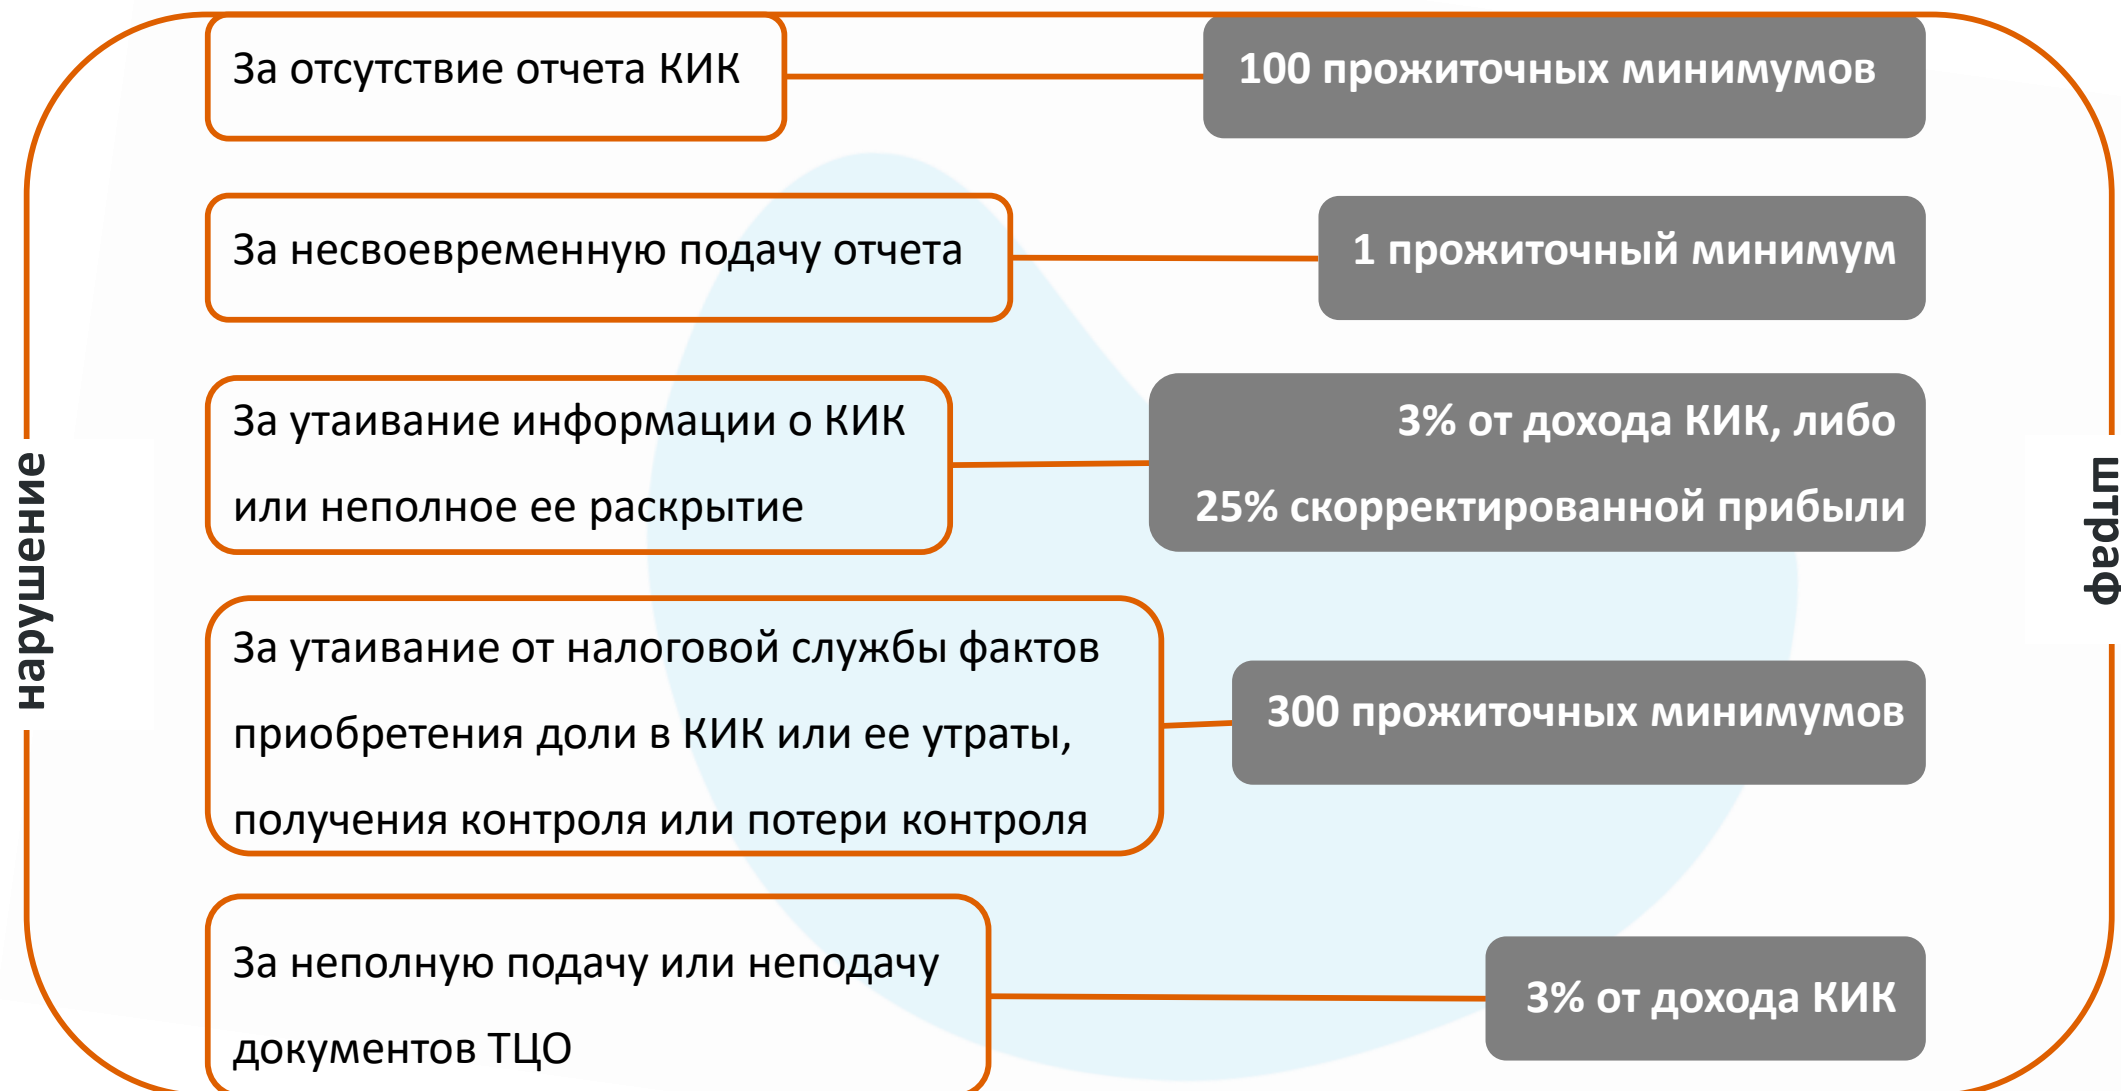 За отсутствие отчета КИК
100 прожиточных минимумов
За несвоевременную подачу отчета
1 прожиточный минимум
За утаивание информации о КИК
или неполное ее раскрытие
3% от дохода КИК, либо
25% скорректированной прибыли
нарушение
штраф
За утаивание от налоговой службы фактов
приобретения доли в КИК или ее утраты,
получения контроля или потери контроля
300 прожиточных минимумов
За неполную подачу или неподачу
документов ТЦО
3% от дохода КИК